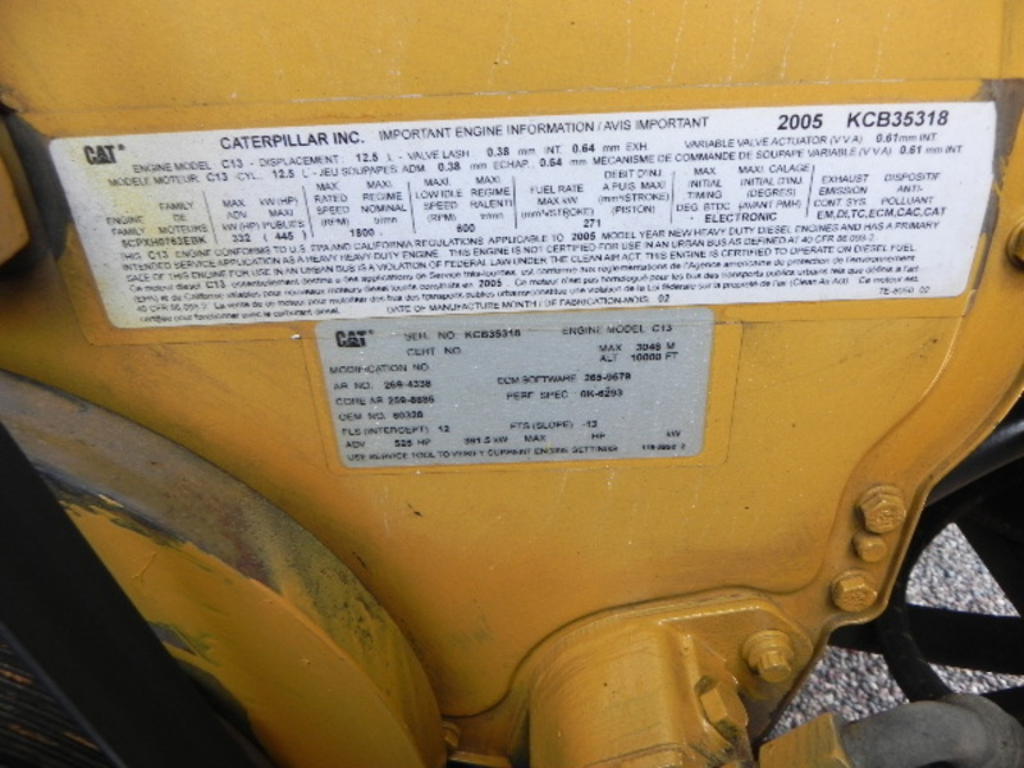 CAT CATERPILLAR INC. IMPORTANT ENGINE INFORMATION / AVIS IMPORTANT 2005 KCB35318
ENGINE MODEL C13 - DISPLACEMENT: 12.5 L - VALVE LASH 0.38 mm INT. 0.64 mm EXH VARIABLE VALVE ACTUATOR (VVA) 0.61 mm INT
MODELE MOTEUR C13 CYL. 12.5 L - JEU SOUPAPES ADM. 0.38 mm ECHAP. 0.64 mm MECANISME DE COMMANDE DE SOUPAPE VARIABLE (VVA) 0.61 mm INT
FAMILY MAX. KW (HP) MAX. MAXI. MAXI. MAXI. FUEL RATE DEBIT D'INJ. MAX MAXI. CALAGE EXHAUST DISPOSITIF
ENGINE DE ADV MAXI RATED REGIME LOW IDLE REGIME MAX kW A PUIS. MAXI INITIAL INITIAL D'INJ. EMISSION ANTI-
FAMILY MOTEURS kW (HP) PUBLIES SPEED NOMINAL SPEED RALENTI (mm³/STROKE) (mm³/STROKE) TIMING (DEGRES) CONT. SYS. POLLUANT
(RPM) tr/mn (RPM) tr/mn (PISTON) DEG BTDC (AVANT PMH)
5CPXH0763EBK 332 445 1800 600 271 ELECTRONIC EM,DI,TC,ECM,CAC,CAT
THIS C13 ENGINE CONFORMS TO U.S. EPA AND CALIFORNIA REGULATIONS APPLICABLE TO 2005 MODEL YEAR NEW HEAVY DUTY DIESEL ENGINES AND HAS A PRIMARY
INTENDED SERVICE APPLICATION AS A HEAVY HEAVY DUTY ENGINE. THIS ENGINE IS NOT CERTIFIED FOR USE IN AN URBAN BUS AS DEFINED AT 40 CFR 86.093-2.
SALE OF THIS ENGINE FOR USE IN AN URBAN BUS IS A VIOLATION OF FEDERAL LAW UNDER THE CLEAN AIR ACT. THIS ENGINE IS CERTIFIED TO OPERATE ON DIESEL FUEL.
DATE OF MANUFACTURE MONTH / DE FABRICATION-MOIS: 02
CAT SER. NO. KCB35318 ENGINE MODEL C13
CERT NO. MAX 3048 M
ALT 10000 FT
MODIFICATION NO.
AR NO. 269-4338 ECM SOFTWARE
CORE AR PERF SPEC 0K-6293
OEM NO. 60320
FLS (INTERCEPT) 12 FTS (SLOPE) -13
ADV 525 HP 391.5 kW MAX HP kW
USE SERVICE TOOL TO VERIFY CURRENT ENGINE SETTINGS